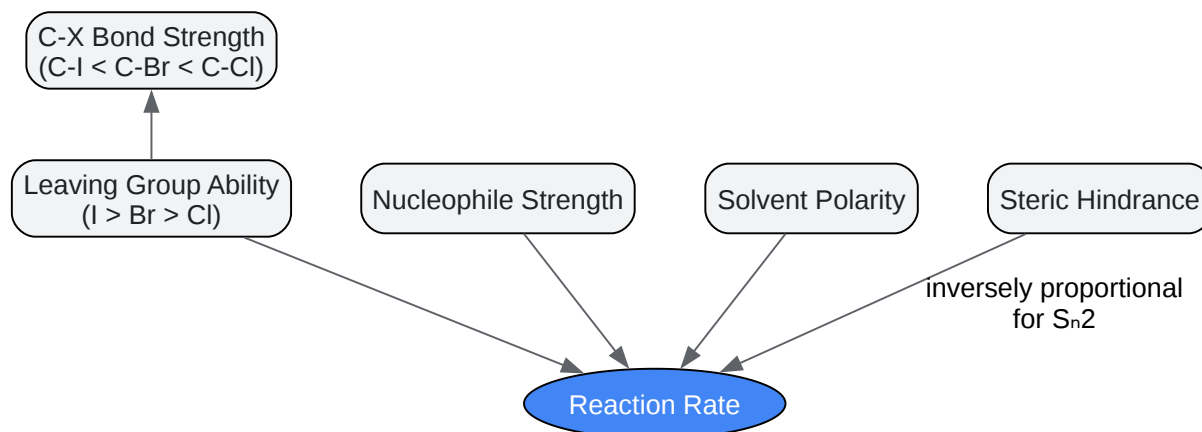 C-X Bond Strength
(C-I < C-Br < C-Cl)
Leaving Group Ability
(I > Br > Cl)
Nucleophile Strength
Solvent Polarity
Steric Hindrance
inversely proportional
for Sₙ2
Reaction Rate